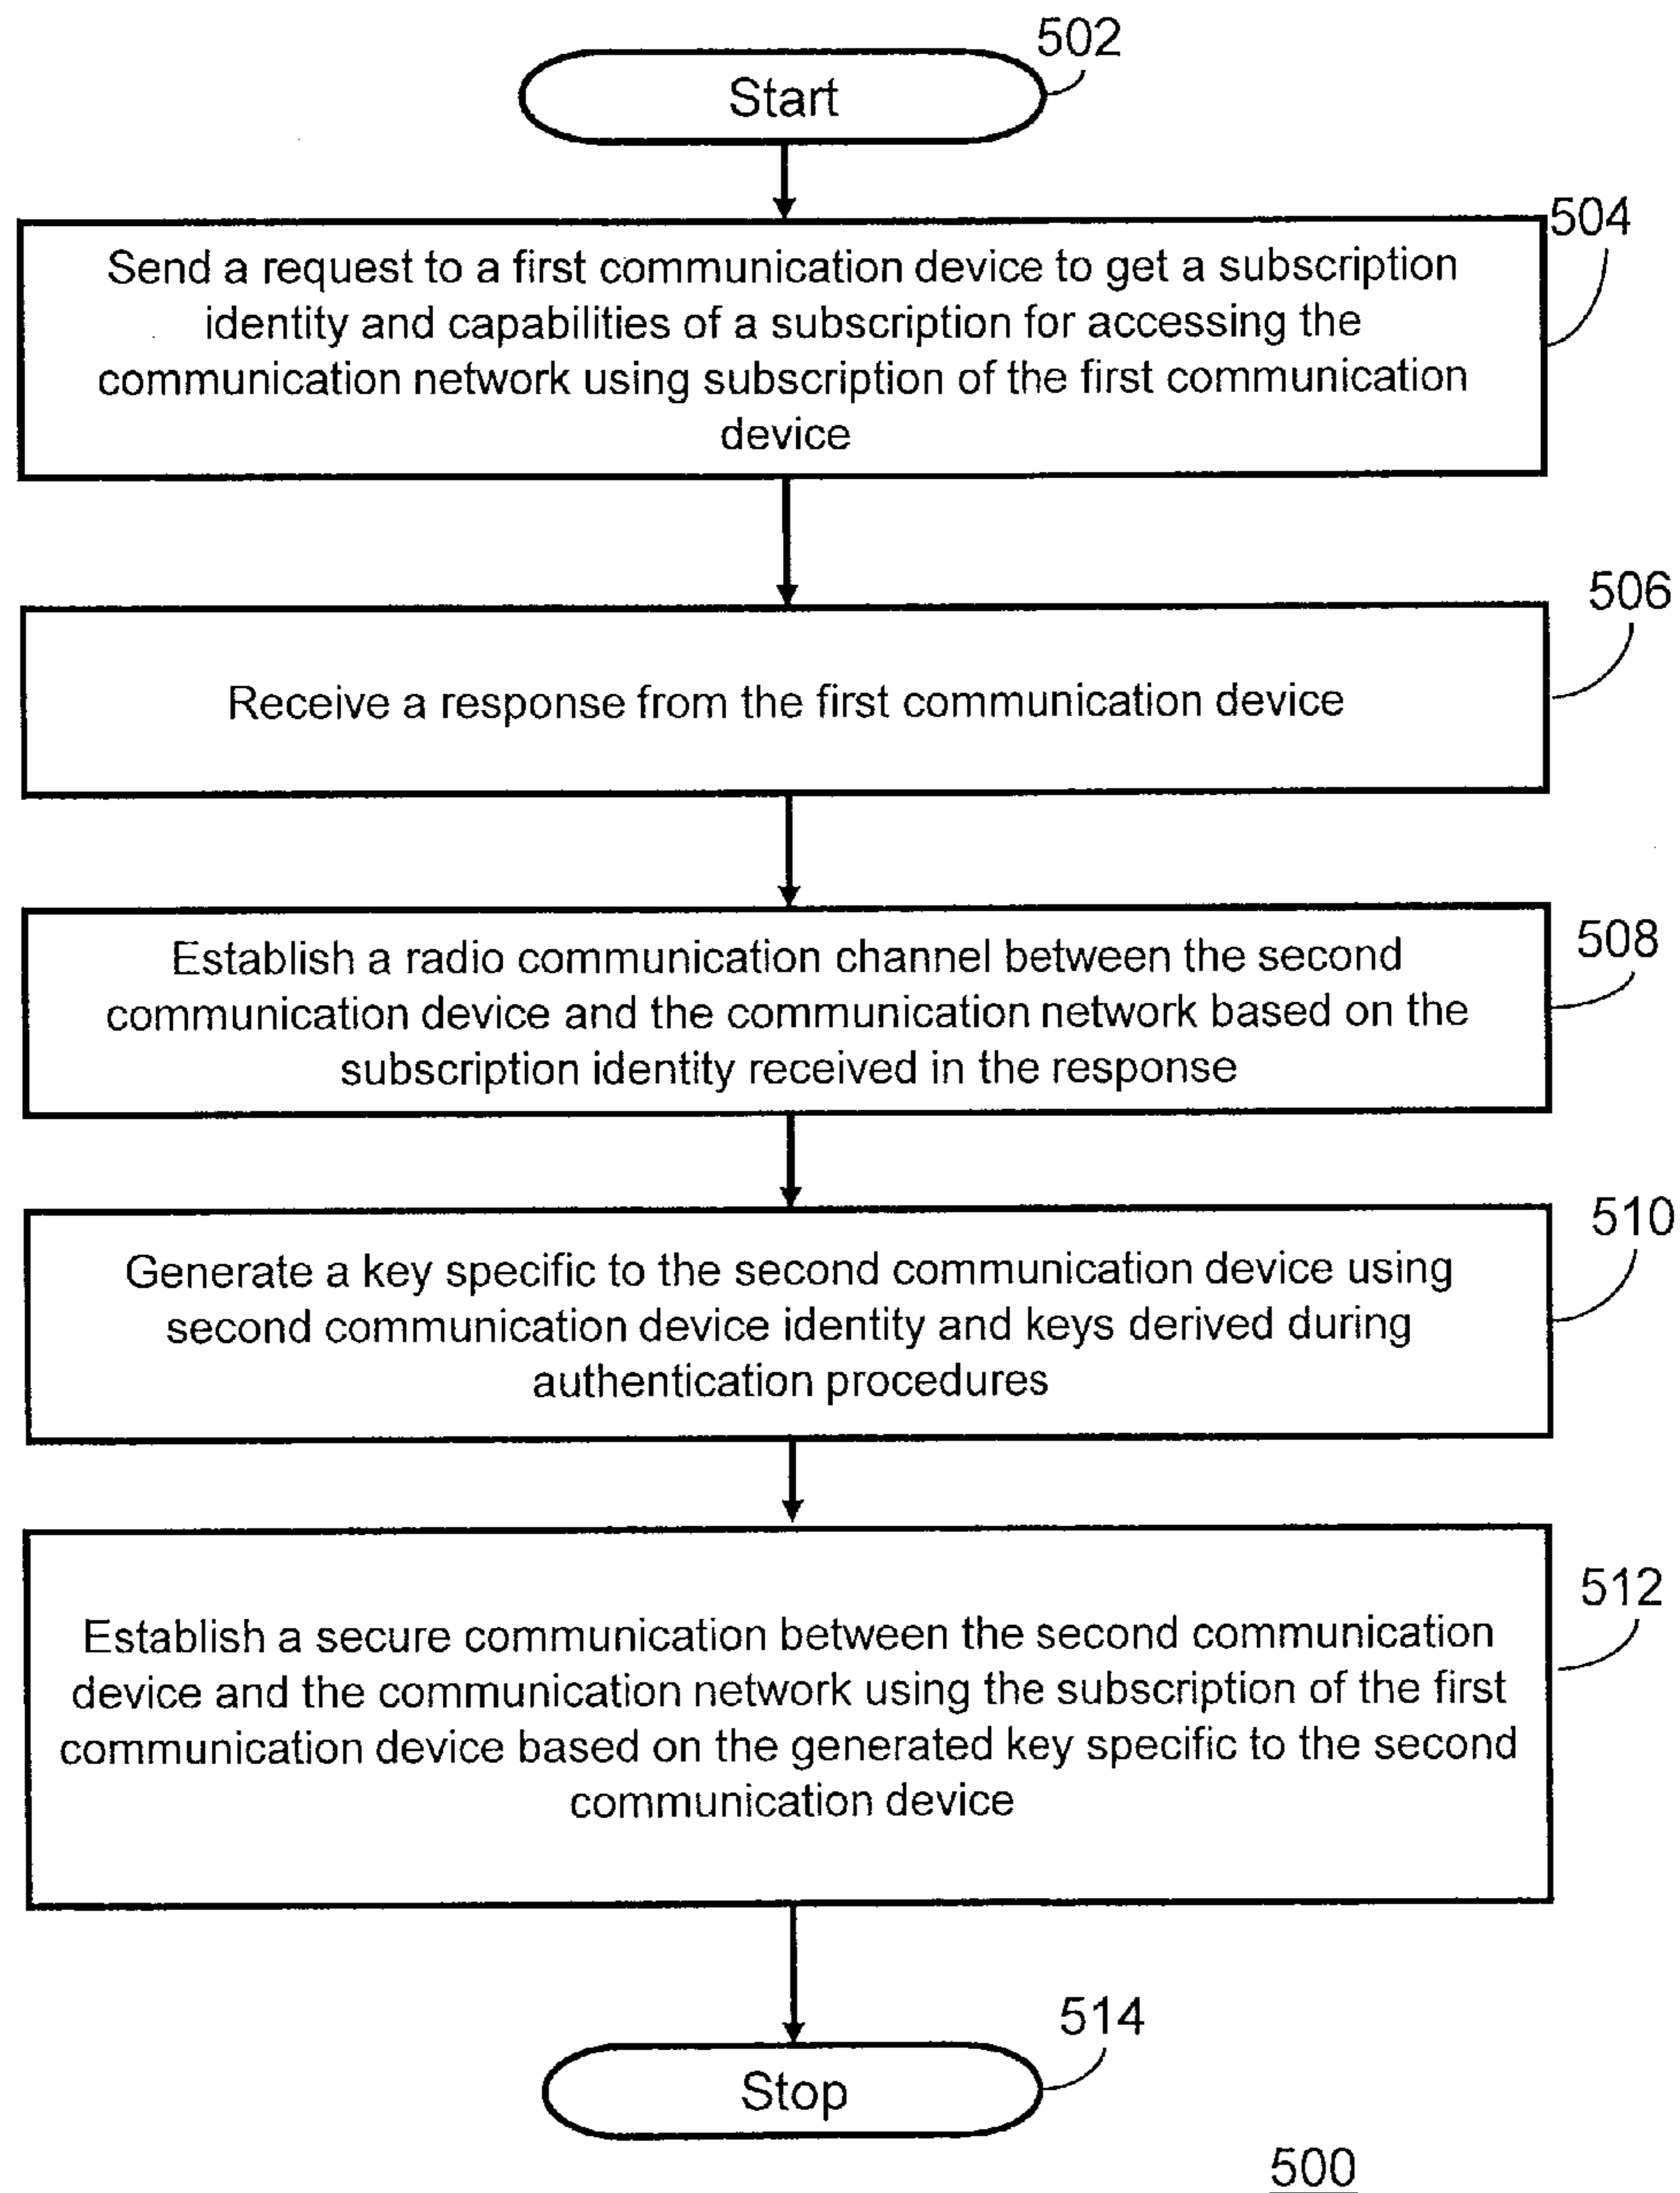 502
Start
504
Send a request to a first communication device to get a subscription
identity and capabilities of a subscription for accessing the
communication network using subscription of the first communication
device
506
Receive a response from the first communication device
508
Establish a radio communication channel between the second
communication device and the communication network based on the
subscription identity received in the response
510
Generate a key specific to the second communication device using
second communication device identity and keys derived during
authentication procedures
512
Establish a secure communication between the second communication
device and the communication network using the subscription of the first
communication device based on the generated key specific to the second
communication device
514
Stop
500